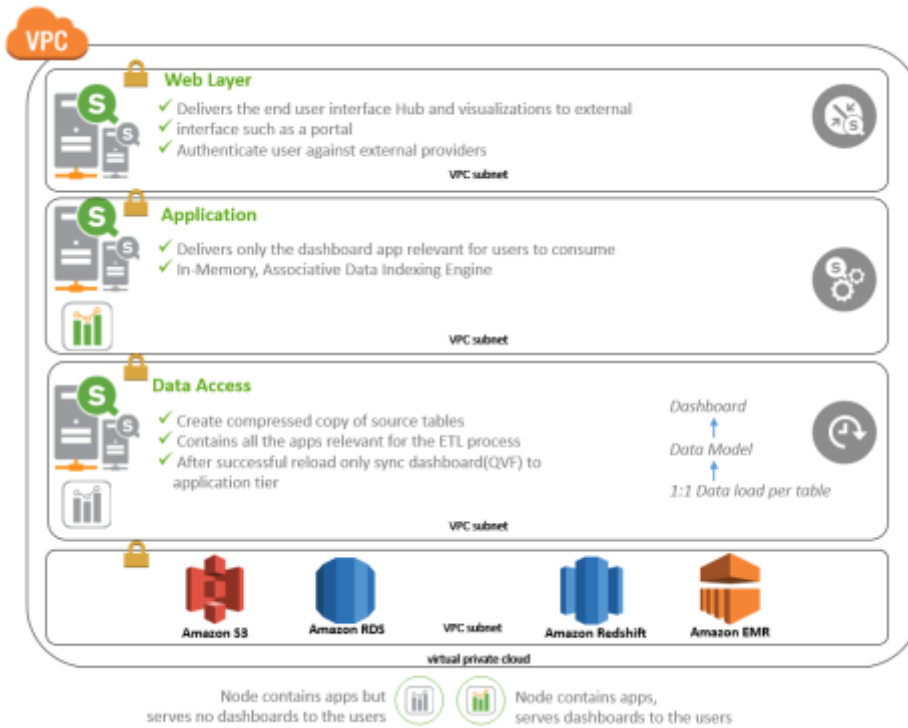 VPC
Web Layer
Delivers the end user interface Hub and visualizations to external
interface such as a portal
Authenticate user against external providers
VPC subnet
S
S
S
Application
Delivers only the dashboard app relevant for users to consume
In-Memory, Associative Data Indexing Engine
VPC subnet
S
S
S
Data Access
Create compressed copy of source tables
Contains all the apps relevant for the ETL process
After successful reload only sync dashboard(QVF) to
application tier
Dashboard
Data Model
1:1 Data load per table
VPC subnet
S
S
Amazon S3
Amazon RDS
VPC subnet
Amazon Redshift
Amazon EMR
virtual private cloud
Node contains apps but
serves no dashboards to the users
Node contains apps,
serves dashboards to the users